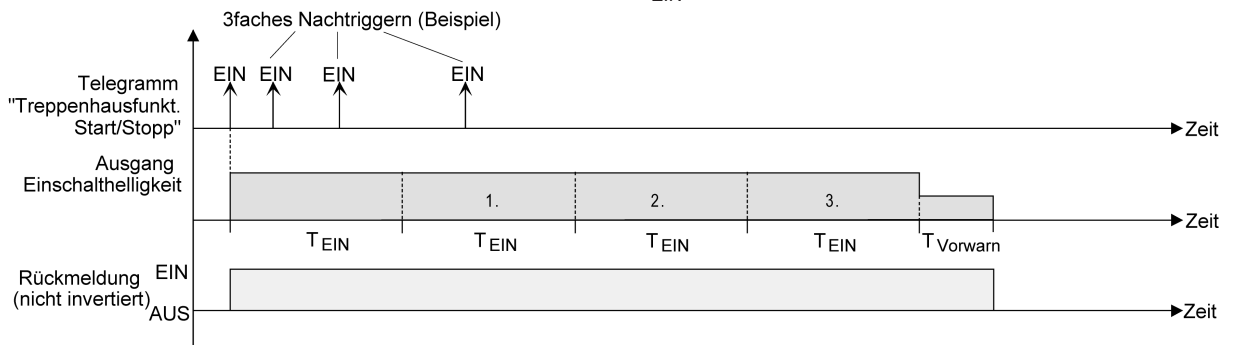 EIN
3faches Nachtriggern (Beispiel)
EIN EIN EIN EIN
Telegramm
"Treppenhausfunkt.
Start/Stopp"
Zeit
Ausgang
Einschalthelligkeit
1. 2. 3.
Zeit
T EIN T EIN T EIN T EIN T Vorwarn
Rückmeldung
(nicht invertiert)
EIN
AUS
Zeit